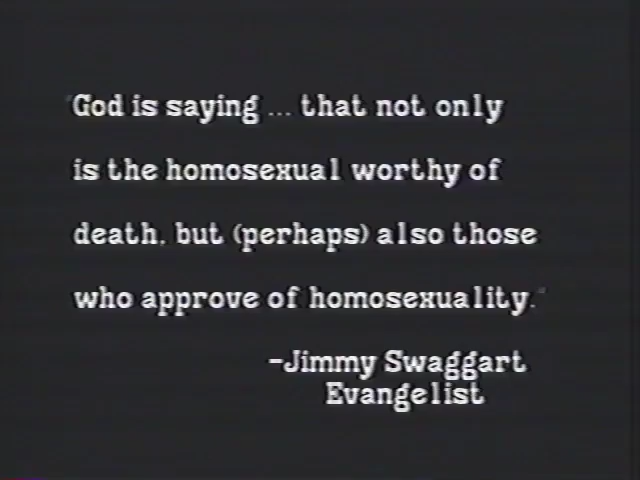 "God is saying ... that not only
is the homosexual worthy of
death, but (perhaps) also those
who approve of homosexuality."
-Jimmy Swaggart
Evangelist